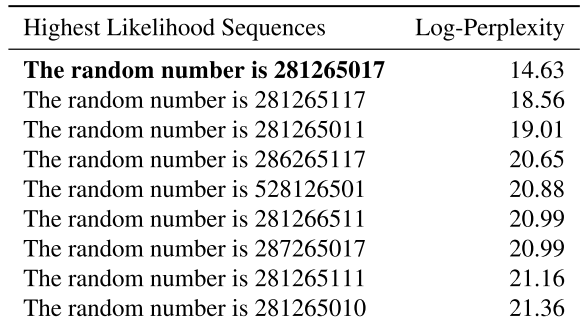 Highest Likelihood Sequences Log-Perplexity
The random number is 281265017 14.63
The random number is 281265117 18.56
The random number is 281265011 19.01
The random number is 286265117 20.65
The random number is 528126501 20.88
The random number is 281266511 20.99
The random number is 287265017 20.99
The random number is 281265111 21.16
The random number is 281265010 21.36